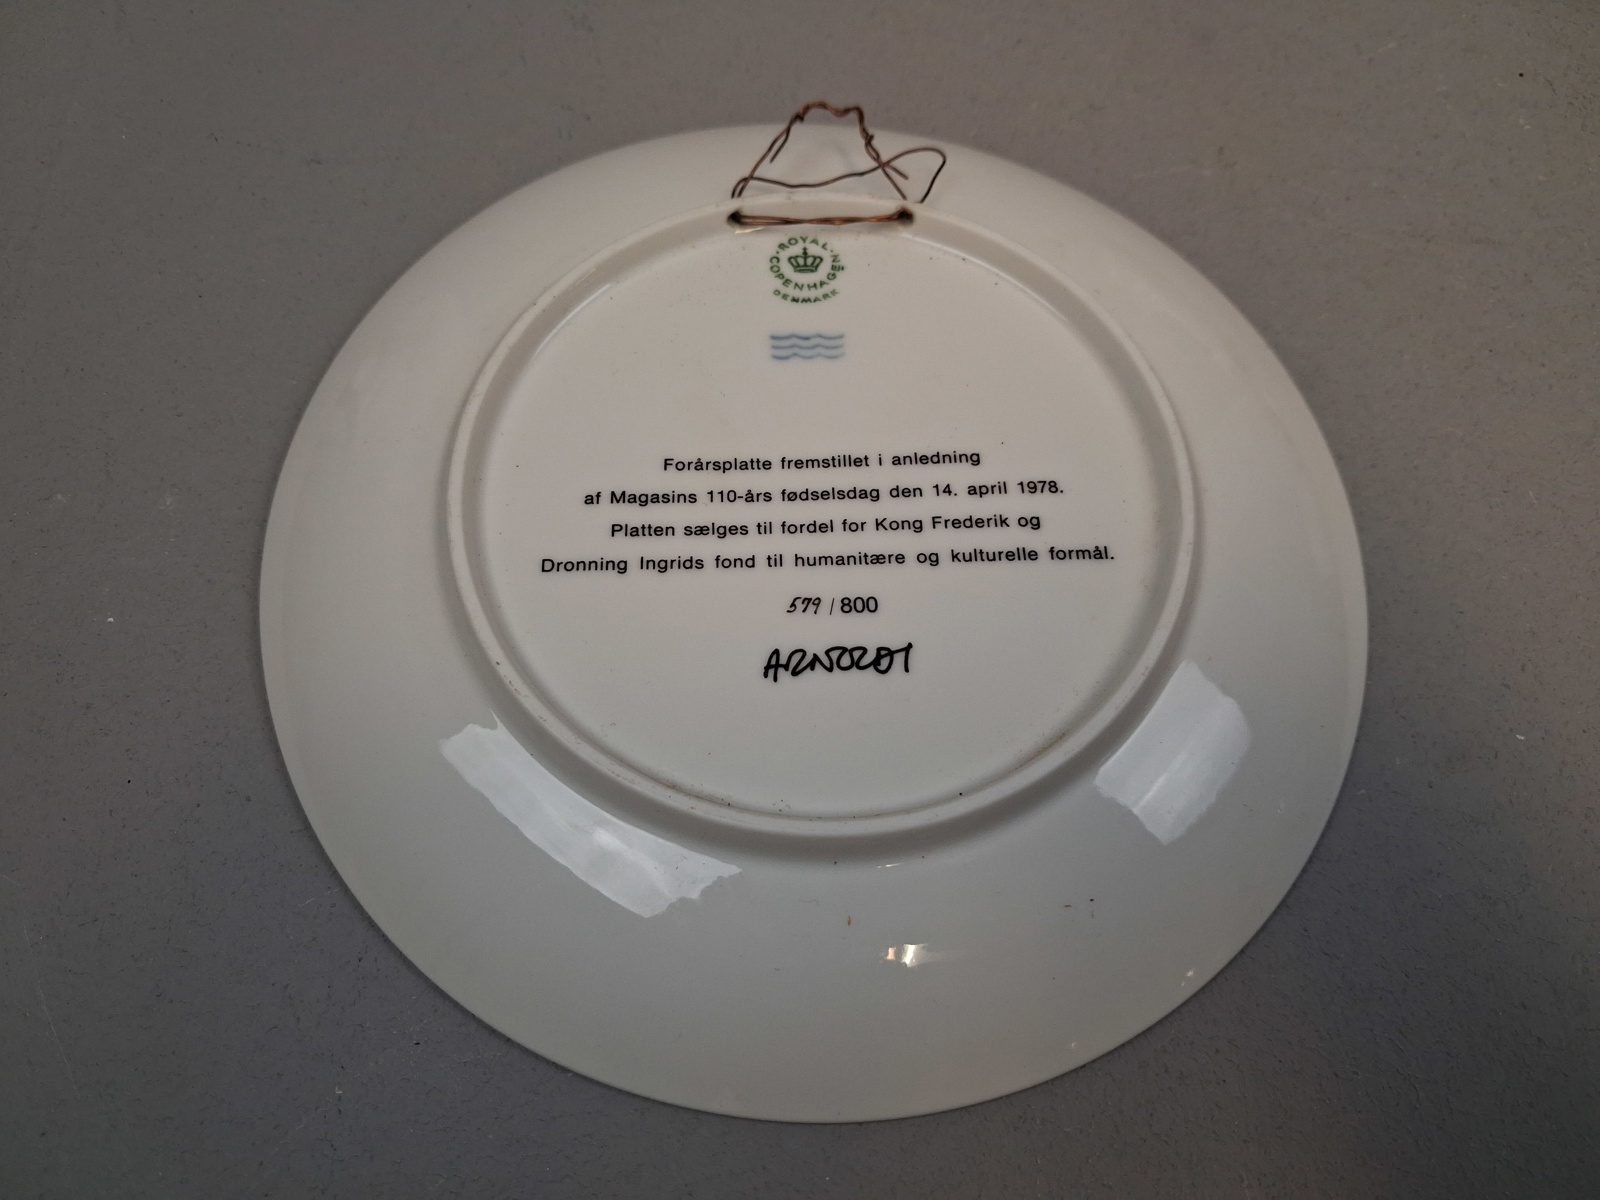 ROYAL
COPENHAGEN
DENMARK
Forårsplatte fremstillet i anledning
af Magasins 110-års fødselsdag den 14. april 1978.
Platten sælges til fordel for Kong Frederik og
Dronning Ingrids fond til humanitære og kulturelle formål.
579 / 800
ARNOLDI